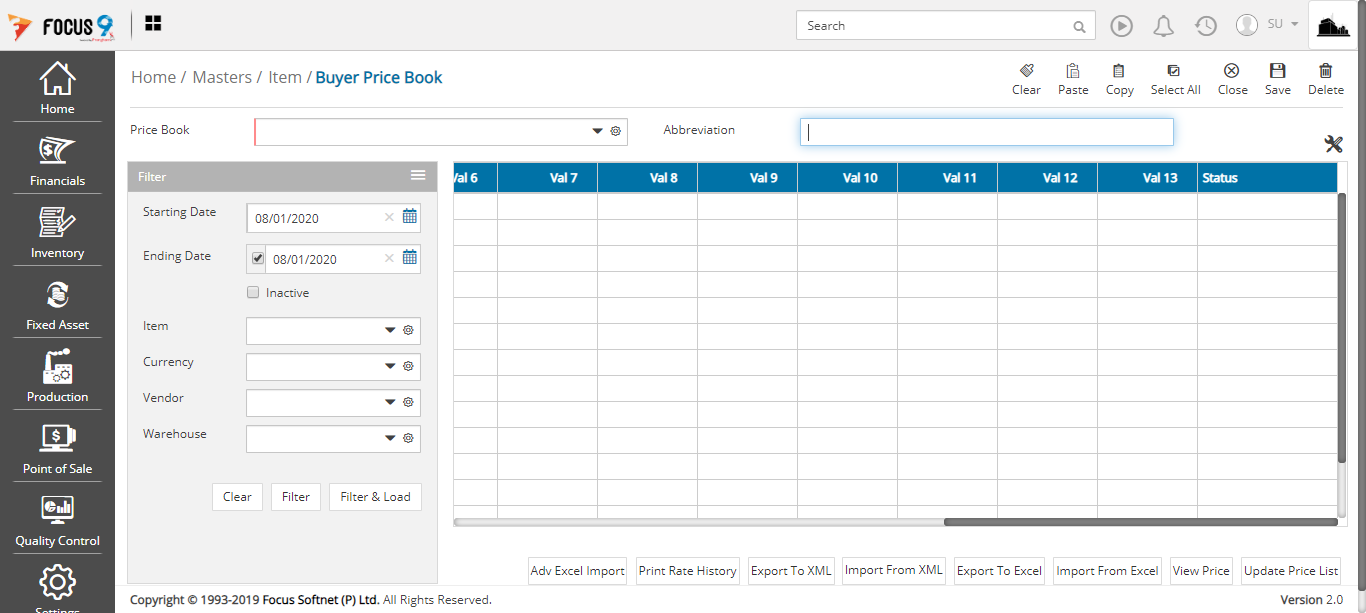 FOCUS 9
Search
SU
Home / Masters / Item / Buyer Price Book
Clear
Paste
Copy
Select All
Close
Save
Delete
Home
Financials
Inventory
Fixed Asset
Production
Point of Sale
Quality Control
Settings
Price Book
Abbreviation
Filter
Starting Date
08/01/2020
Ending Date
08/01/2020
Inactive
Item
Currency
Vendor
Warehouse
Clear
Filter
Filter & Load
Val 6
Val 7
Val 8
Val 9
Val 10
Val 11
Val 12
Val 13
Status
Adv Excel Import
Print Rate History
Export To XML
Import From XML
Export To Excel
Import From Excel
View Price
Update Price List
Copyright © 1993-2019 Focus Softnet (P) Ltd. All Rights Reserved.
Version 2.0